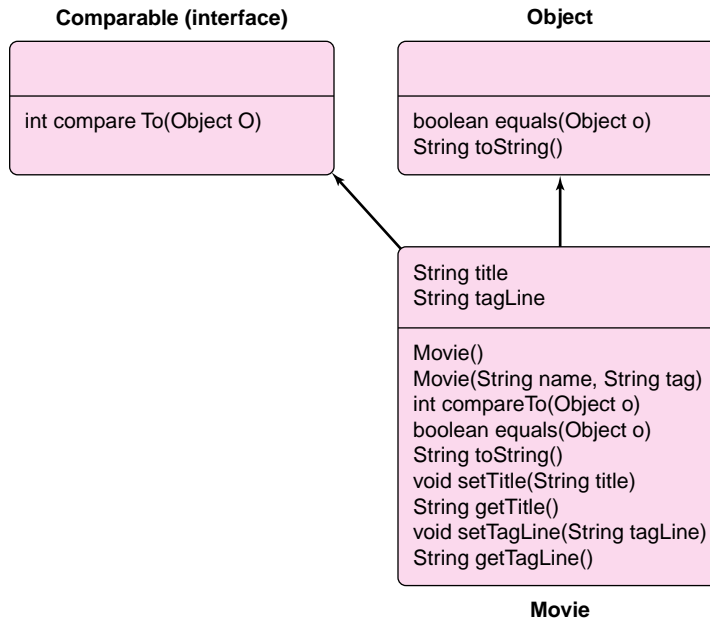 Comparable (interface)
int compare To(Object O)
Object
boolean equals(Object o)
String toString()
String title
String tagLine
Movie()
Movie(String name, String tag)
int compareTo(Object o)
boolean equals(Object o)
String toString()
void setTitle(String title)
String getTitle()
void setTagLine(String tagLine)
String getTagLine()
Movie